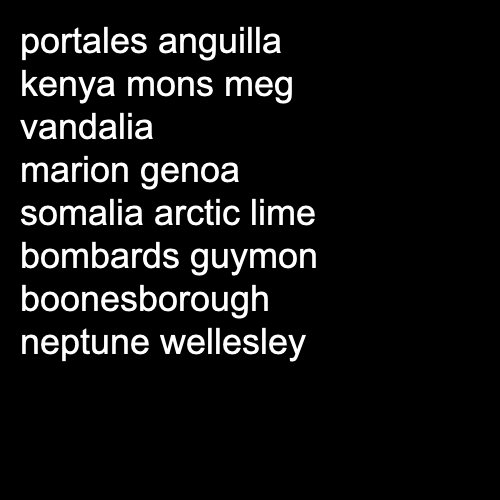 portales anguilla
kenya mons meg
vandalia
marion genoa
somalia arctic lime
bombards guymon
boonesborough
neptune wellesley